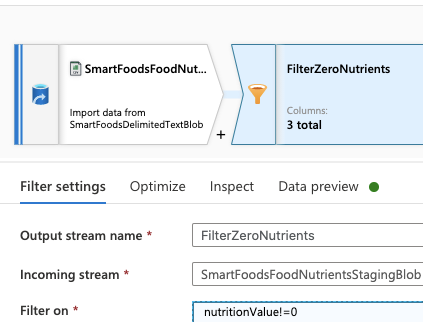 SmartFoodsFoodNut...
Import data from
SmartFoodsDelimitedTextBlob
+
FilterZeroNutrients
Columns:
3 total
Filter settings
Optimize
Inspect
Data preview
Output stream name *
FilterZeroNutrients
Incoming stream *
SmartFoodsFoodNutrientsStagingBlob
Filter on *
nutritionValue!=0